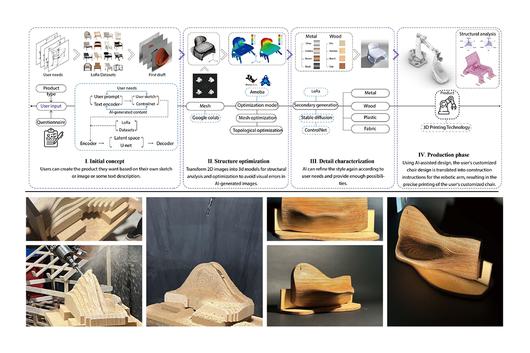 User needs
LoRa Datasets
First draft
Product type
User input
Questionnaire
User needs
User prompt
User sketch
Text encoder
Controlnet
AI-generated content
LoRa
Datasets
Encoder
Latent space
U-net
Decoder
I. Initial concept
Users can create the product they want based on their own sketch
or image or some text description.
Mesh
Google colab
Ameba
Optimization model
Mesh optimization
Topological optimization
II. Structure optimization
Transform 2D images into 3d models for structural
analysis and optimization to avoid visual errors in
AI-generated images.
Metal
Wood
LoRa
Secondary generation
Stable diffusion
ControlNet
Metal
Wood
Plastic
Fabric
III. Detail characterization
AI can refine the style again according to
user needs and provide enough possibili-
ties.
Structural analysis
Product
3D Printing Technology
IV. Production phase
Using AI-assisted design, the user's customized
chair design is translated into construction
instructions for the robotic arm, resulting in the
precise printing of the user's customized chair.